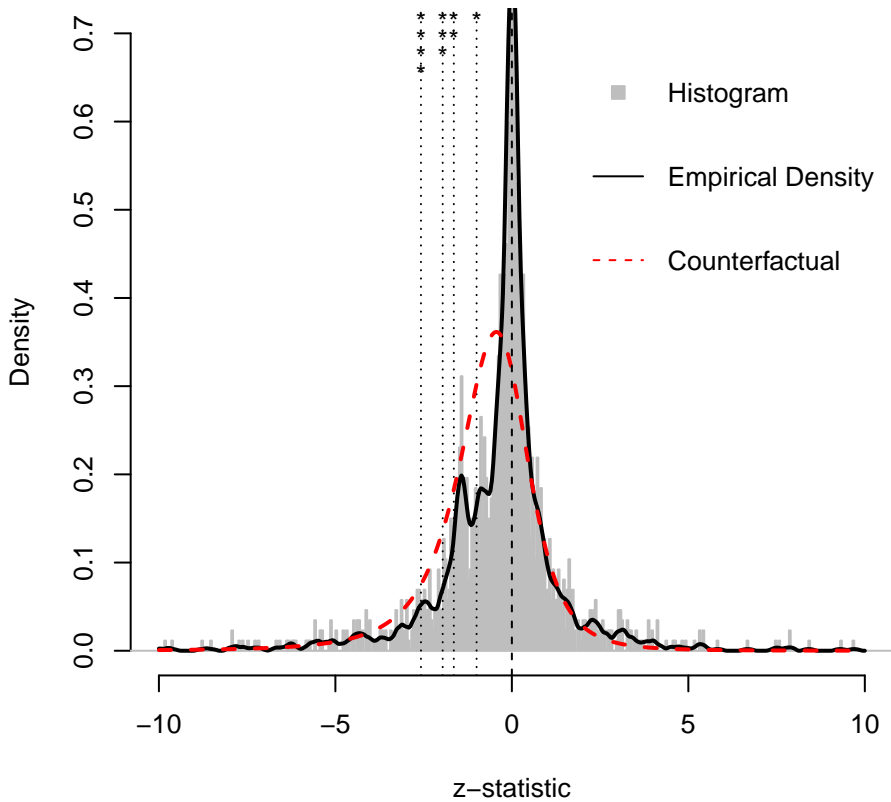 * * * *
* * *
* *
*
Histogram
Empirical Density
Counterfactual
Density
0.0
0.1
0.2
0.3
0.4
0.5
0.6
0.7
−10
−5
0
5
10
z−statistic